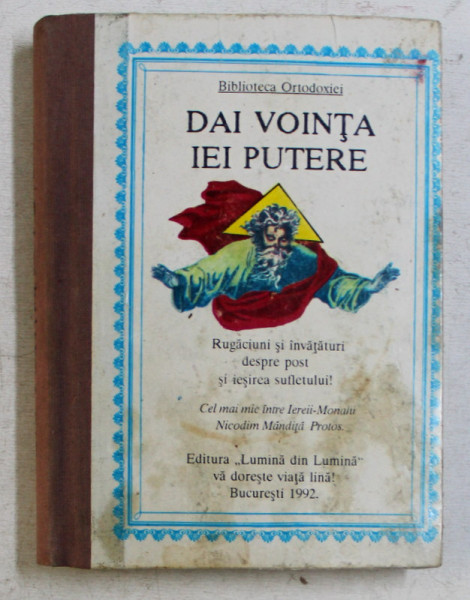 Biblioteca Ortodoxiei
DAI VOINŢA
IEI PUTERE
Rugăciuni şi învăţături
despre post
şi ieşirea sufletului!
Cel mai mic între Iereii-Monahi
Nicodim Măndiţă Protos.
Editura „Lumină din Lumină"
vă doreşte viaţă lină!
Bucureşti 1992.